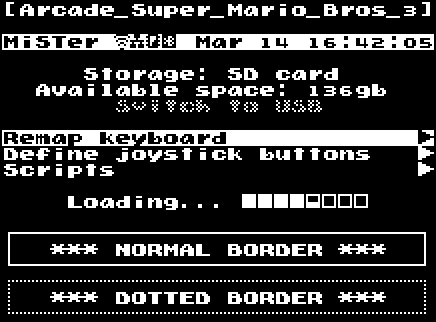 [Arcade_Super_Mario_Bros_3]
MiSTer Mar 14 16:42:05
Storage: SD card
Available space: 136gb
Switch to USB
Remap keyboard
Define joystick buttons
Scripts
Loading...
*** NORMAL BORDER ***
*** DOTTED BORDER ***